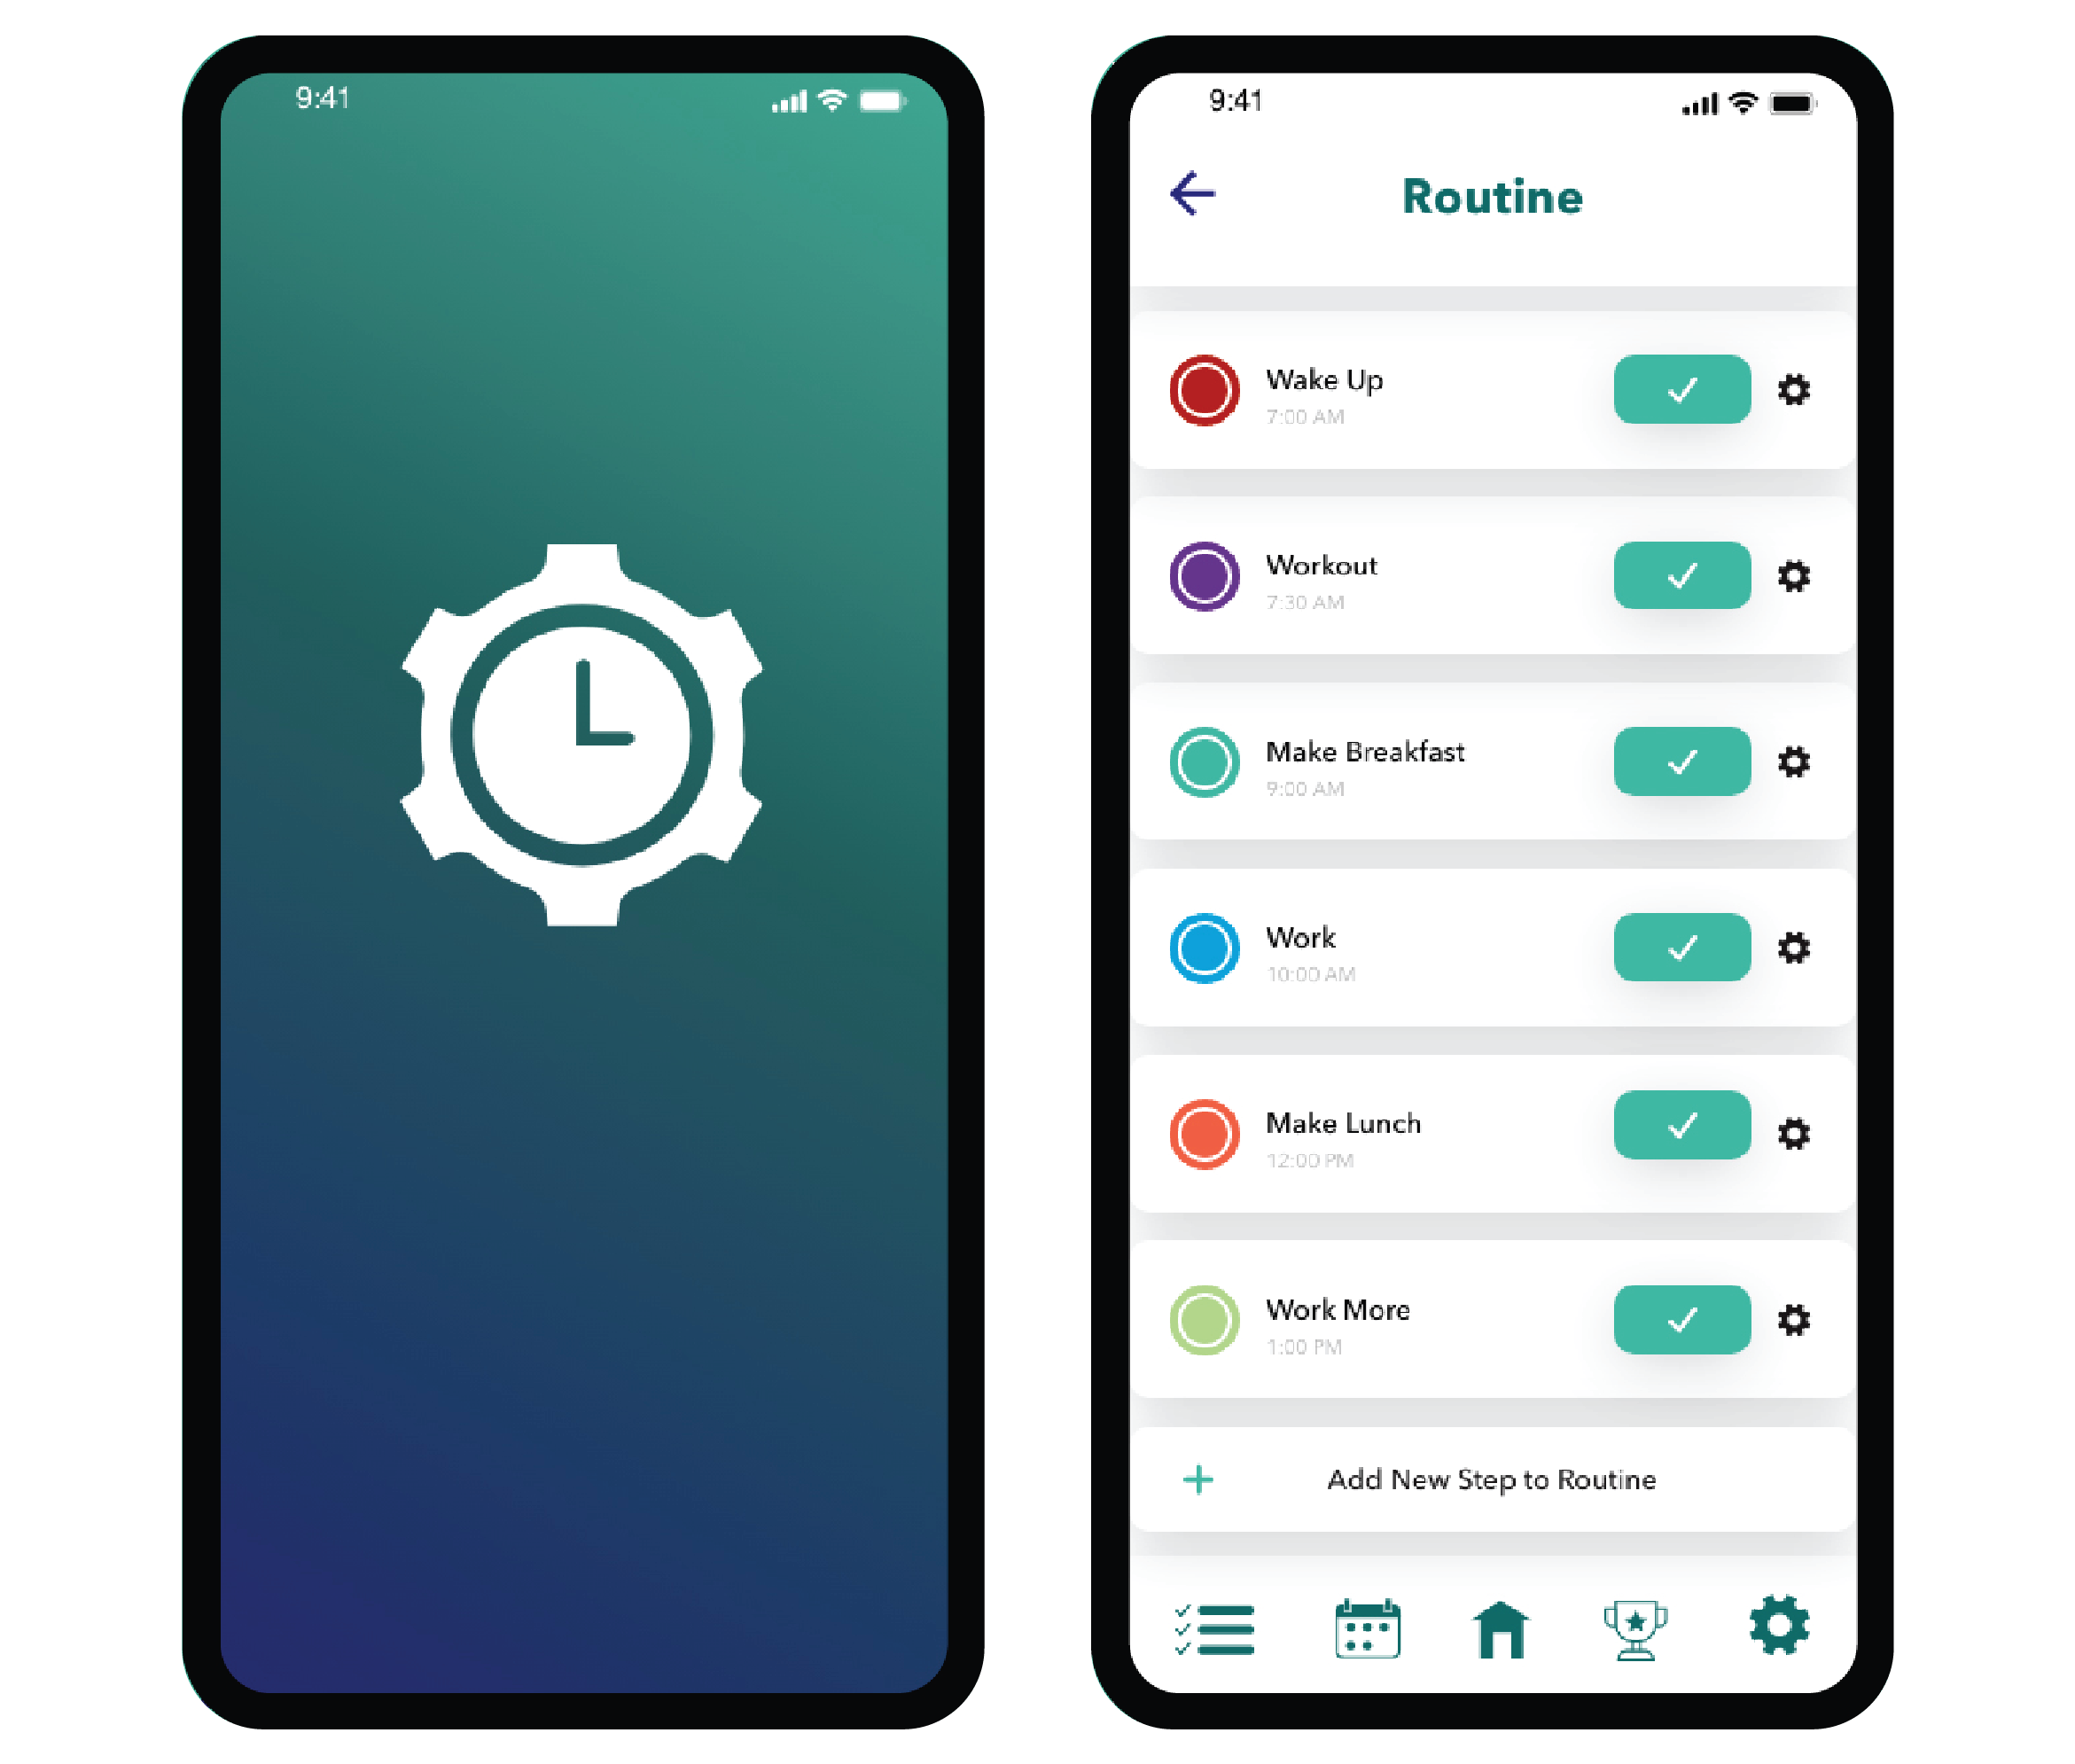 9:41
9:41
Routine
Wake Up
7:00 AM
Workout
7:30 AM
Make Breakfast
9:00 AM
Work
10:00 AM
Make Lunch
12:00 PM
Work More
1:00 PM
Add New Step to Routine